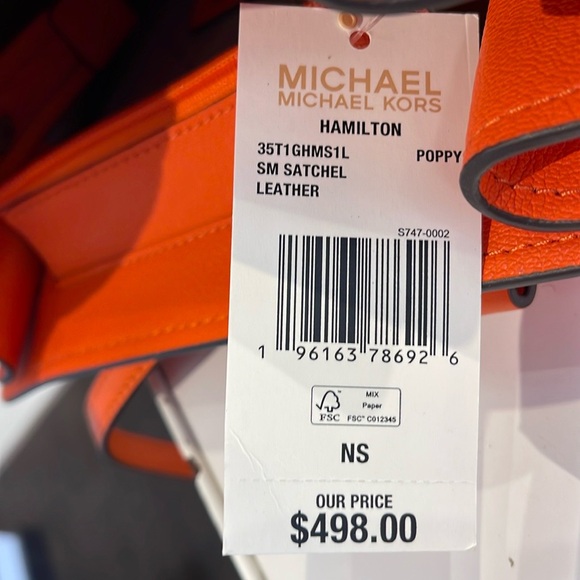 MICHAEL
MICHAEL KORS
HAMILTON
35T1GHMS1L POPPY
SM SATCHEL
LEATHER
S747-0002
1 96163 78692 6
FSC
MIX
Paper
FSC® C012345
NS
OUR PRICE
$498.00